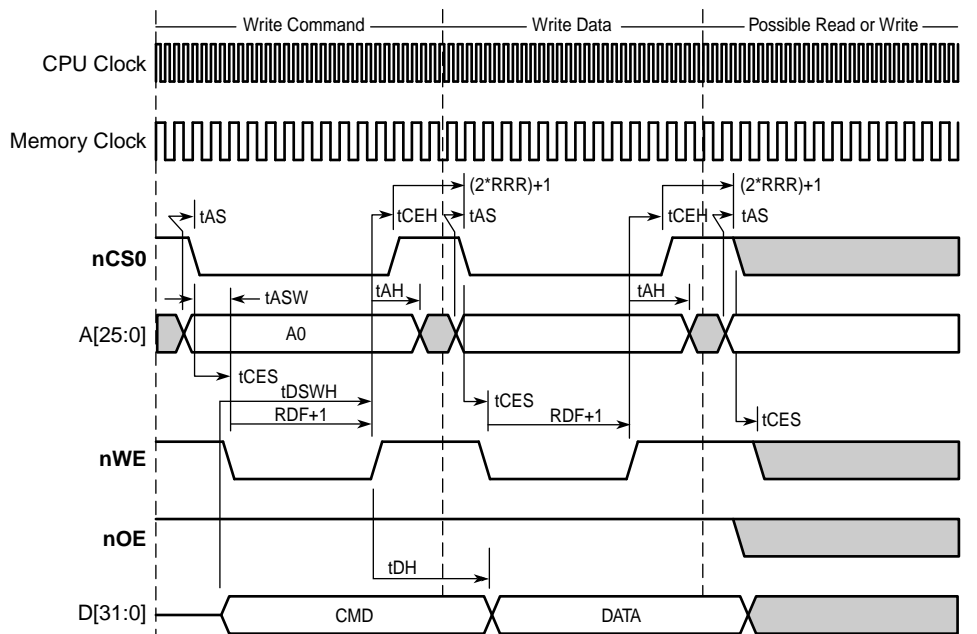 Write Command Write Data Possible Read or Write
CPU Clock
Memory Clock
(2*RRR)+1 (2*RRR)+1
tAS tCEH tAS tCEH tAS
nCS0
tASW tAH tAH
A[25:0] A0
tCES
tDSWH tCES
RDF+1 RDF+1 tCES
nWE
nOE
tDH
D[31:0] CMD DATA